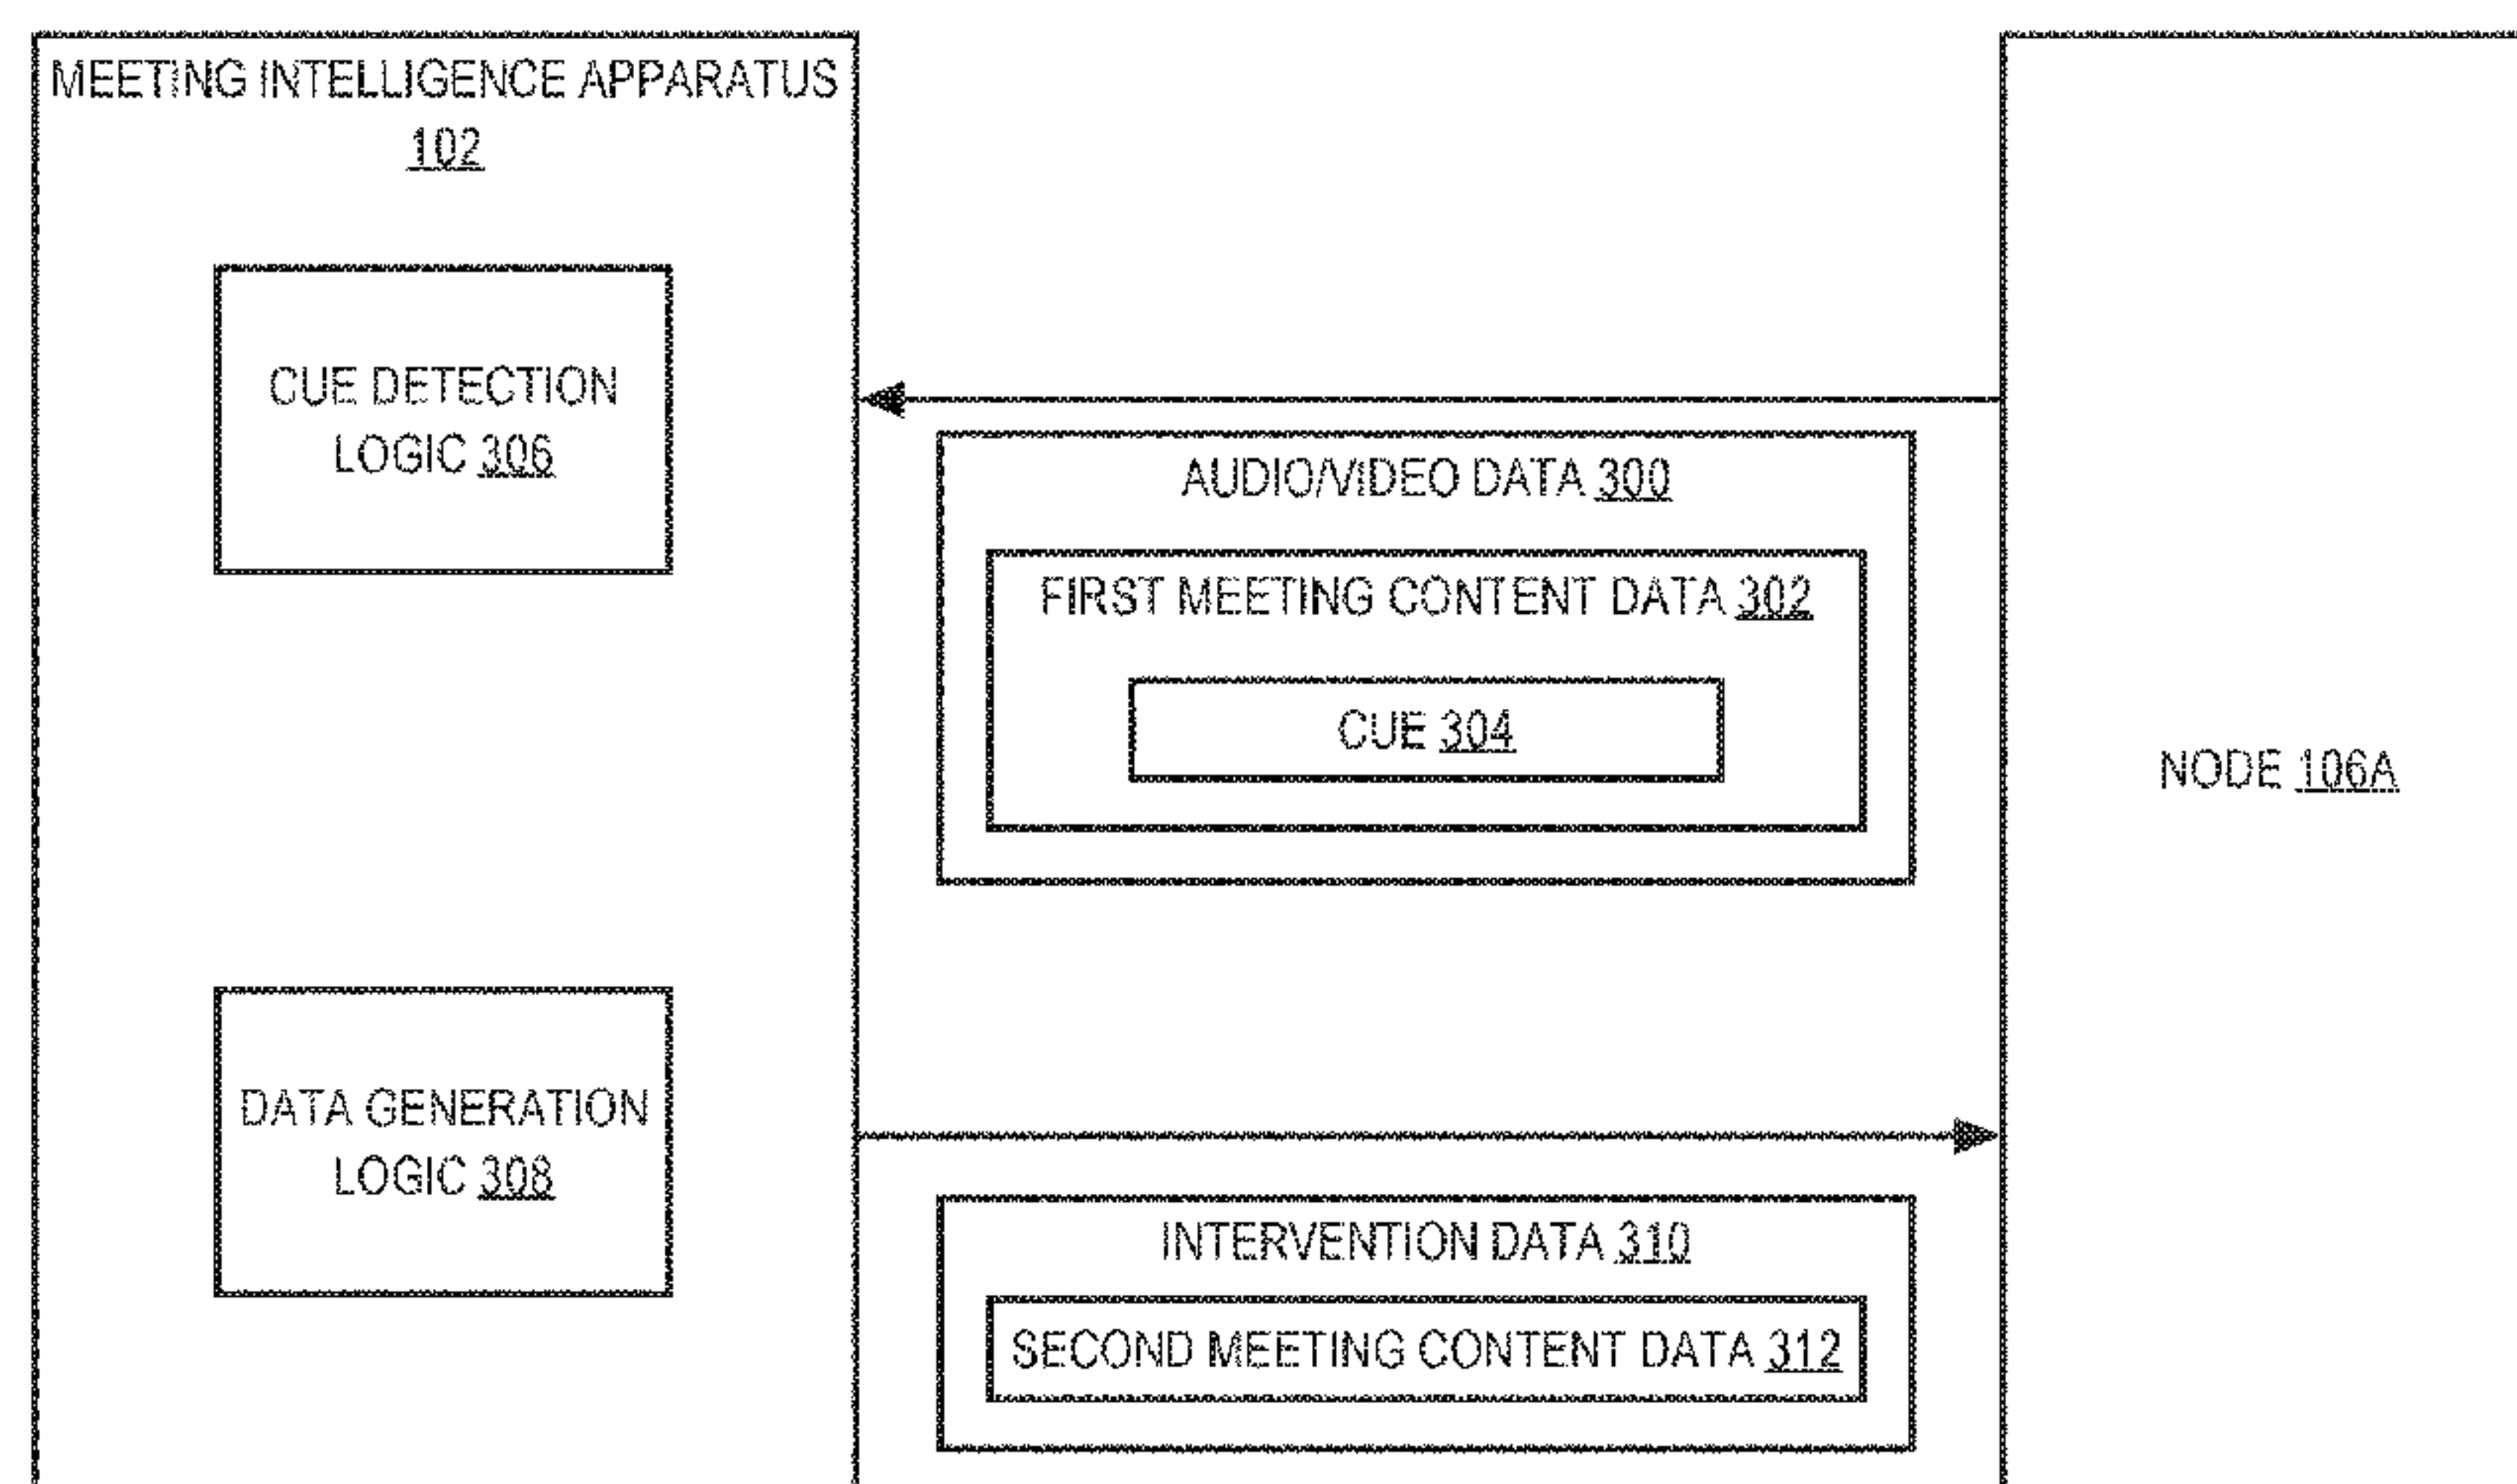 MEETING INTELLIGENCE APPARATUS
102
CUE DETECTION
LOGIC 306
AUDIO/VIDEO DATA 300
FIRST MEETING CONTENT DATA 302
CUE 304
NODE 106A
DATA GENERATION
LOGIC 308
INTERVENTION DATA 310
SECOND MEETING CONTENT DATA 312